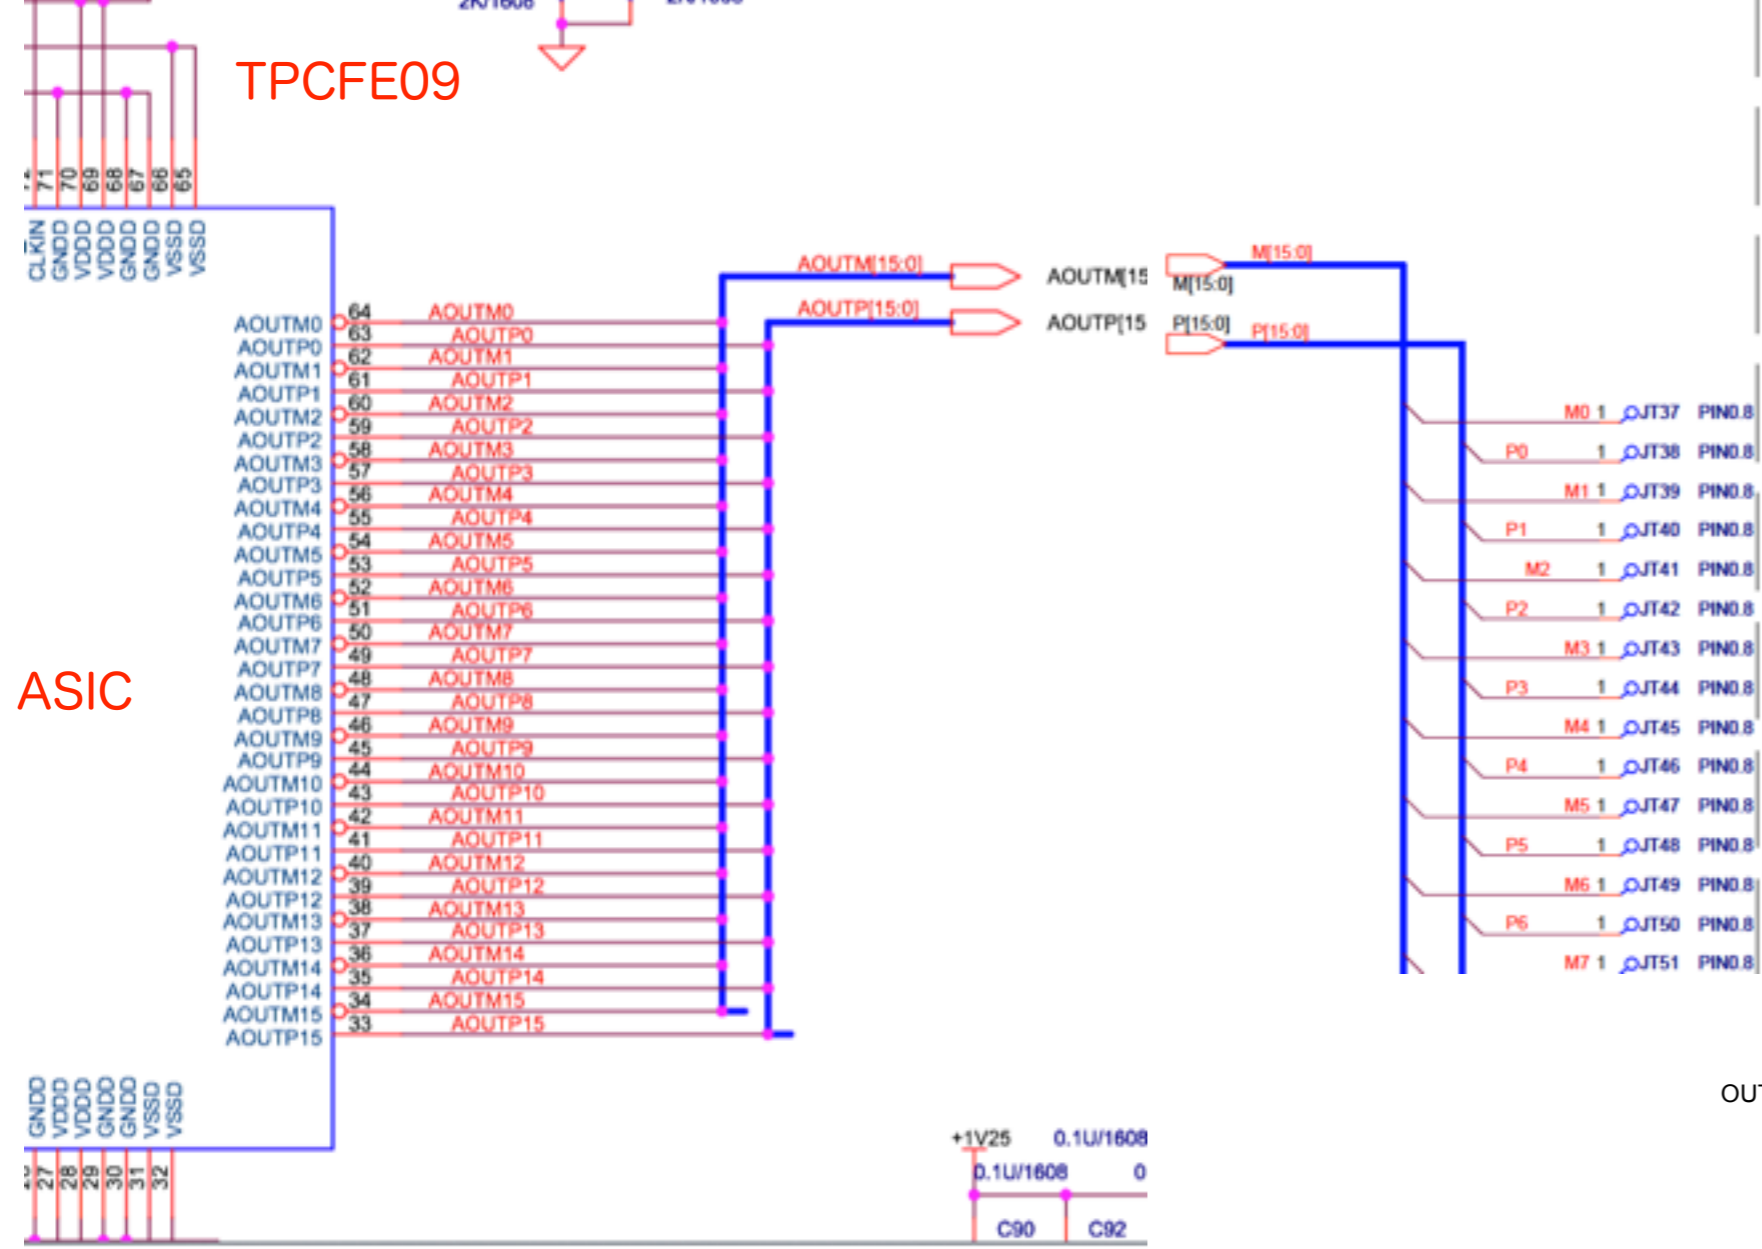 2K/1608
TPCFE09
71
70
69
68
67
66
65
CLKIN
GNDD
VDDD
VDDD
GNDD
GNDD
VSSD
VSSD
AOUTM[15:0]
AOUTM[15
M[15:0]
M[15:0]
AOUTP[15:0]
AOUTP[15
P[15:0]
P[15:0]
AOUTM0 64 AOUTM0
AOUTP0 63 AOUTP0
AOUTM1 62 AOUTM1
AOUTP1 61 AOUTP1
AOUTM2 60 AOUTM2
AOUTP2 59 AOUTP2
AOUTM3 58 AOUTM3
AOUTP3 57 AOUTP3
AOUTM4 56 AOUTM4
AOUTP4 55 AOUTP4
AOUTM5 54 AOUTM5
AOUTP5 53 AOUTP5
AOUTM6 52 AOUTM6
AOUTP6 51 AOUTP6
AOUTM7 50 AOUTM7
AOUTP7 49 AOUTP7
AOUTM8 48 AOUTM8
AOUTP8 47 AOUTP8
AOUTM9 46 AOUTM9
AOUTP9 45 AOUTP9
AOUTM10 44 AOUTM10
AOUTP10 43 AOUTP10
AOUTM11 42 AOUTM11
AOUTP11 41 AOUTP11
AOUTM12 40 AOUTM12
AOUTP12 39 AOUTP12
AOUTM13 38 AOUTM13
AOUTP13 37 AOUTP13
AOUTM14 36 AOUTM14
AOUTP14 35 AOUTP14
AOUTM15 34 AOUTM15
AOUTP15 33 AOUTP15
ASIC
M0 1 JT37 PIN0.8
P0 1 JT38 PIN0.8
M1 1 JT39 PIN0.8
P1 1 JT40 PIN0.8
M2 1 JT41 PIN0.8
P2 1 JT42 PIN0.8
M3 1 JT43 PIN0.8
P3 1 JT44 PIN0.8
M4 1 JT45 PIN0.8
P4 1 JT46 PIN0.8
M5 1 JT47 PIN0.8
P5 1 JT48 PIN0.8
M6 1 JT49 PIN0.8
P6 1 JT50 PIN0.8
M7 1 JT51 PIN0.8
OUT
GNDD
VDDD
VDDD
GNDD
GNDD
VSSD
VSSD
27
28
29
30
31
32
+1V25 0.1U/1608
0.1U/1608 0
C90 C92